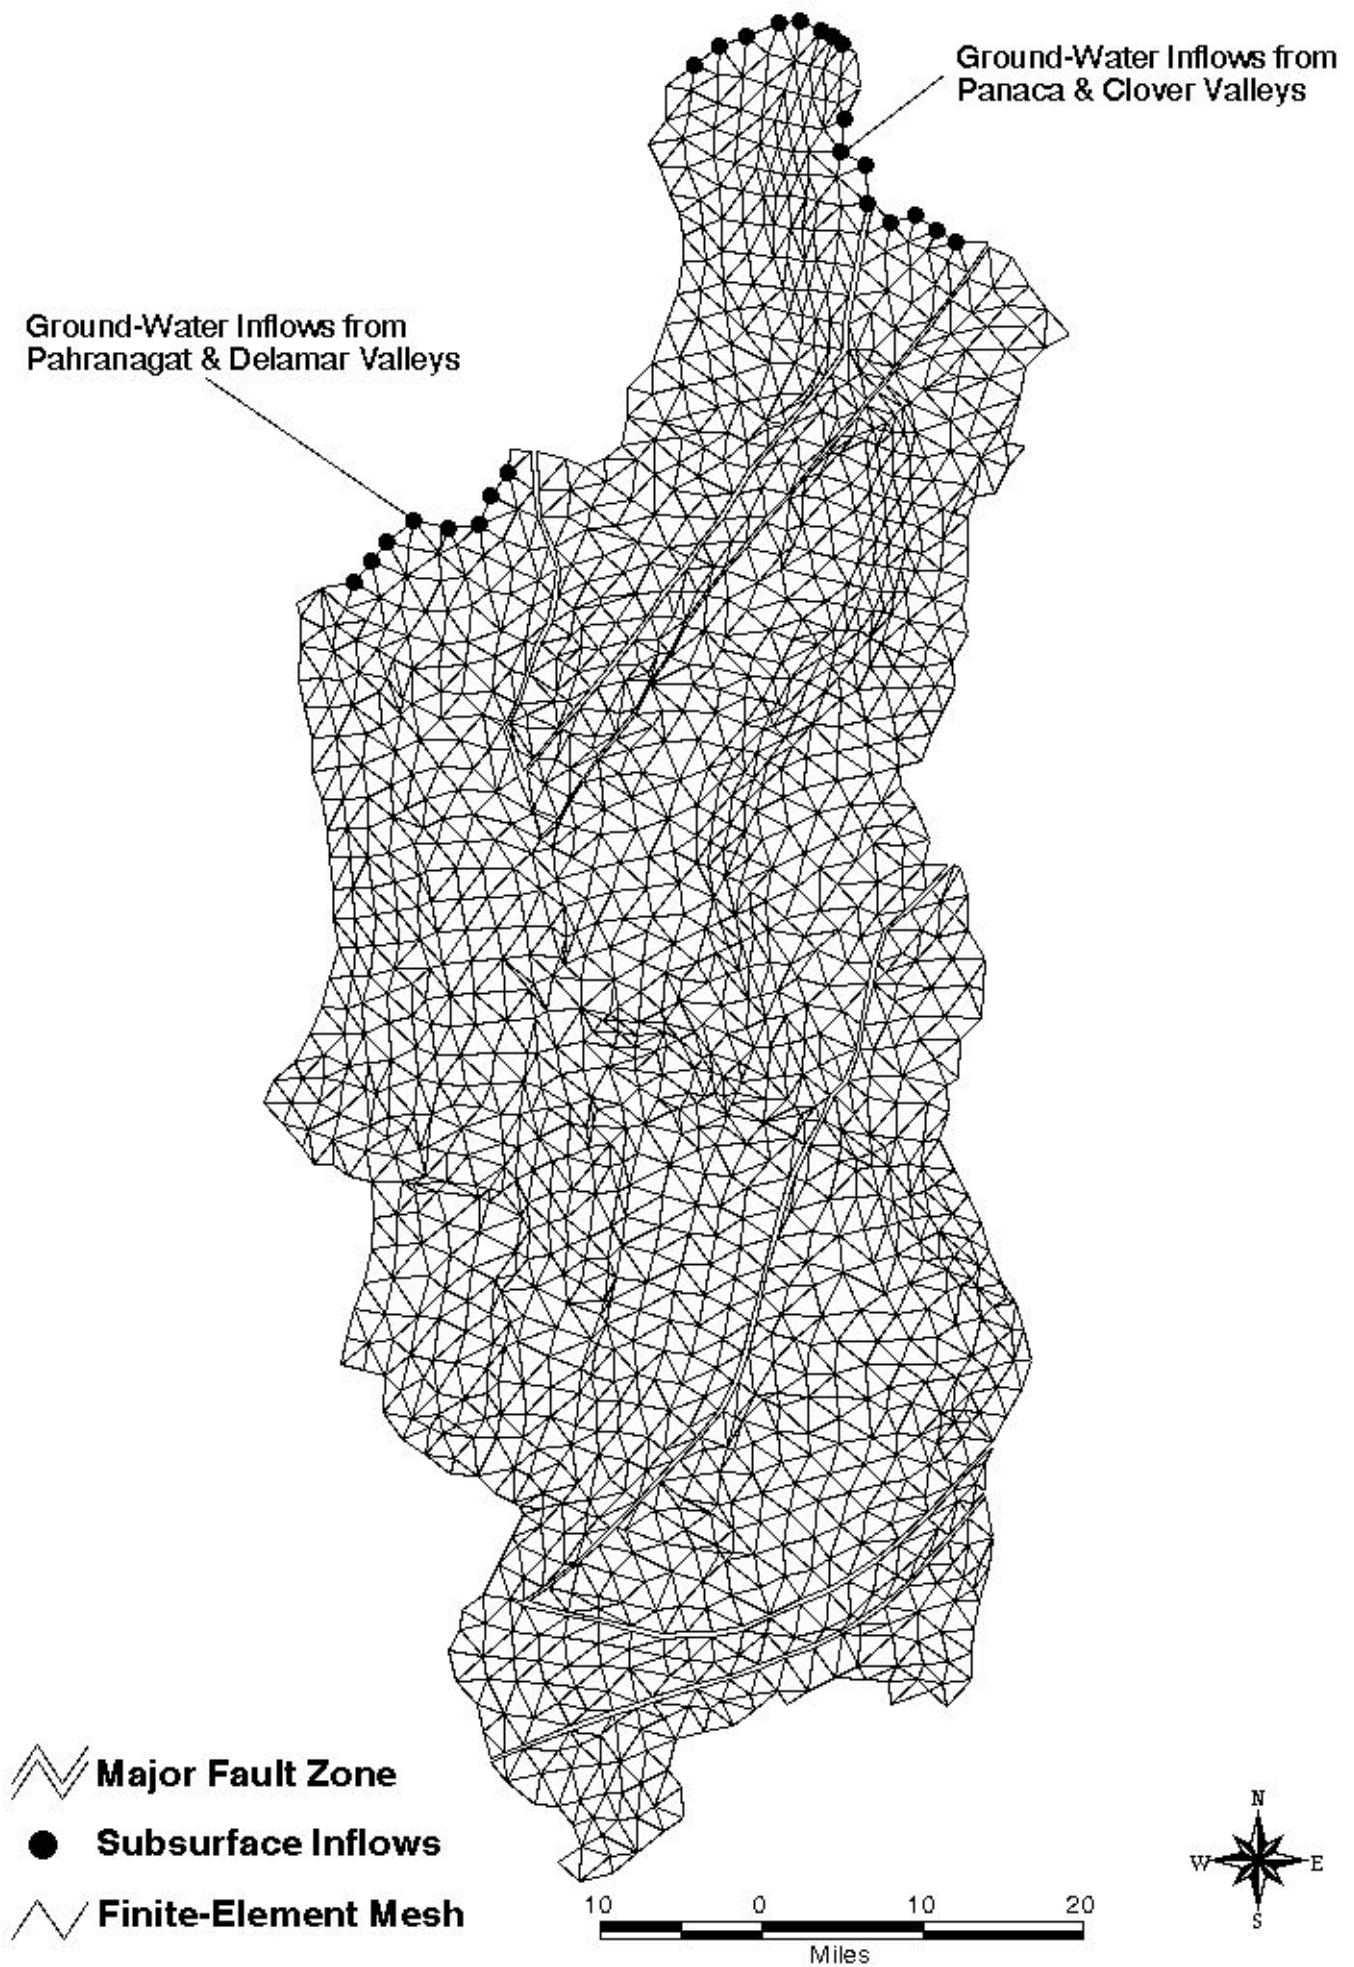 Ground-Water Inflows from
Panaca & Clover Valleys
Ground-Water Inflows from
Pahranagat & Delamar Valleys
Major Fault Zone
Subsurface Inflows
Finite-Element Mesh
N
W E
S
10 0 10 20
Miles